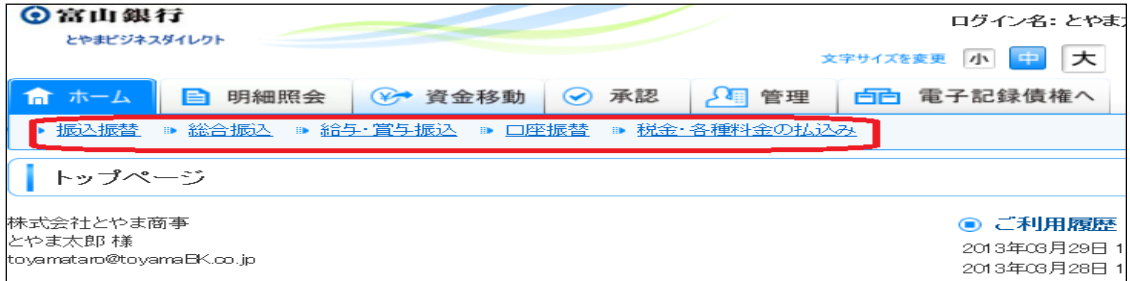 富山銀行
とやまビジネスダイレクト
ログイン名: とやま
文字サイズを変更 小 中 大
ホーム 明細照会 資金移動 承認 管理 電子記録債権へ
振込振替 総合振込 給与・賞与振込 口座振替 税金・各種料金の払込み
トップページ
株式会社とやま商事
とやま太郎 様
toyamataro@toyamaBK.co.jp
ご利用履歴
2013年03月29日 1
2013年03月28日 1